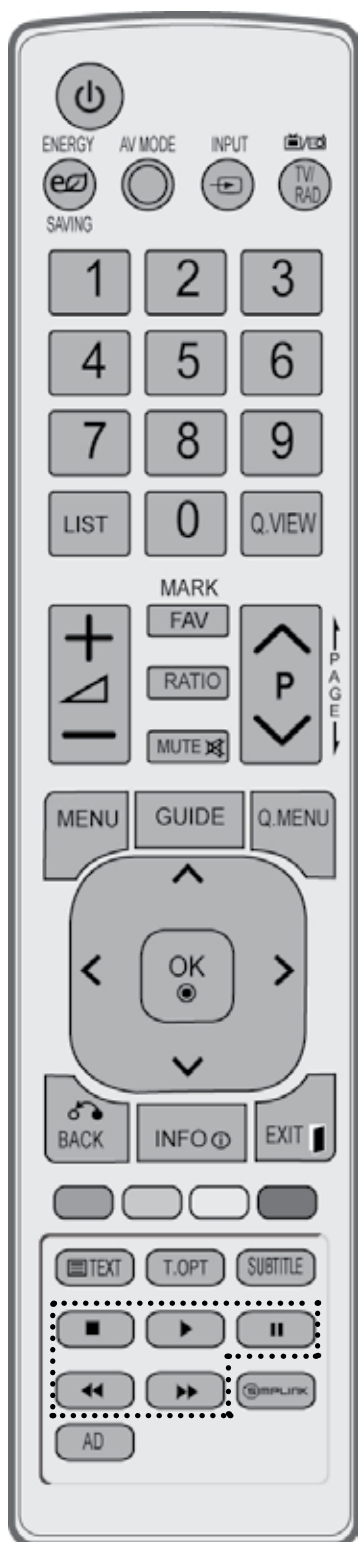 ENERGY AV MODE INPUT
SAVING
TV/
RAD
1 2 3
4 5 6
7 8 9
LIST 0 Q.VIEW
MARK
FAV
RATIO P
MUTE
PAGE
MENU GUIDE Q.MENU
OK
BACK INFO EXIT
TEXT T.OPT SUBTITLE
SIMPLINK
AD